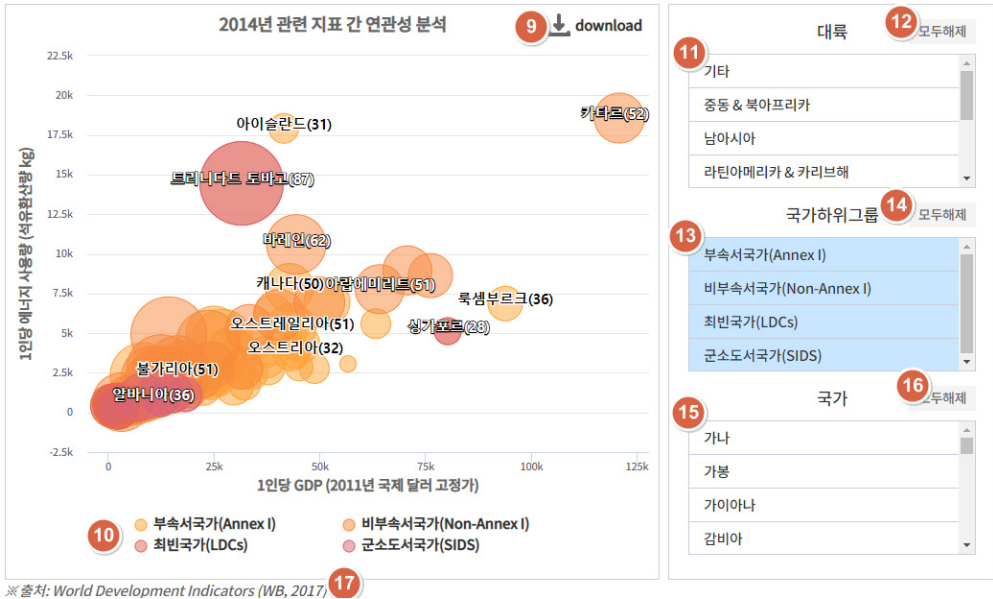 2014년 관련 지표 간 연관성 분석
9 download
1인당 에너지 사용량 (석유환산량 kg)
22.5k
20k
17.5k
15k
12.5k
10k
7.5k
5k
2.5k
0
-2.5k
카타르(52)
아이슬란드(31)
트리니다드 토바고(87)
바레인(62)
캐나다(50)
아랍에미리트(51)
룩셈부르크(36)
오스트레일리아(51)
싱가포르(28)
오스트리아(32)
불가리아(51)
알바니아(36)
0 25k 50k 75k 100k 125k
1인당 GDP (2011년 국제 달러 고정가)
10
부속서국가(Annex I) 비부속서국가(Non-Annex I)
최빈국가(LDCs) 군소도서국가(SIDS)
※출처: World Development Indicators (WB, 2017) 17
대륙 12 모두해제
11
기타
중동 & 북아프리카
남아시아
라틴아메리카 & 카리브해
국가하위그룹 14 모두해제
13
부속서국가(Annex I)
비부속서국가(Non-Annex I)
최빈국가(LDCs)
군소도서국가(SIDS)
국가 16 모두해제
15
가나
가봉
가이아나
감비아